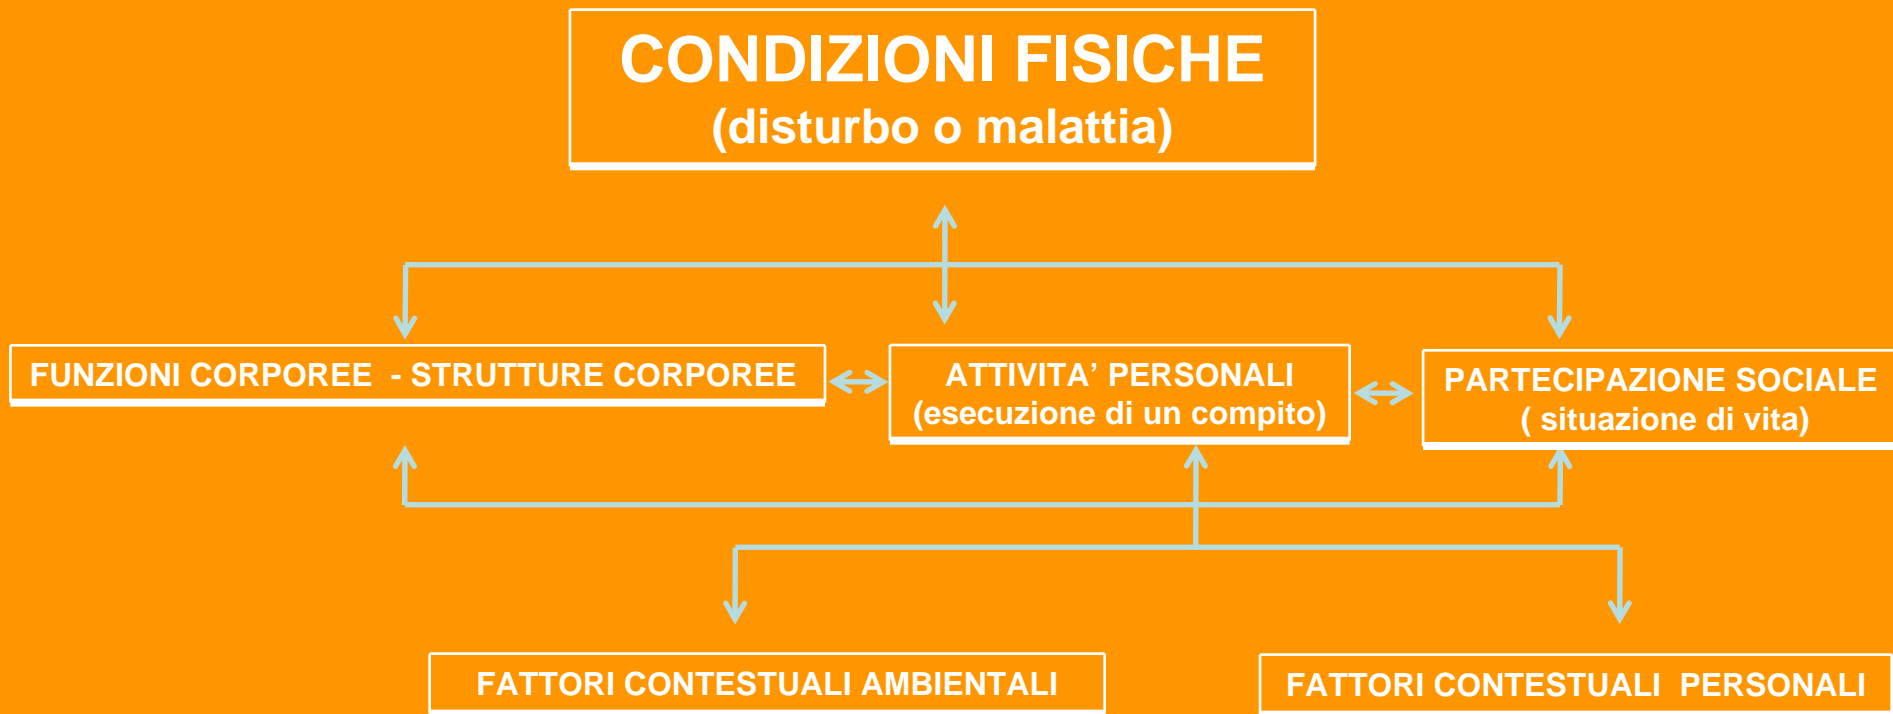 CONDIZIONI FISICHE
(disturbo o malattia)
FUNZIONI CORPOREE - STRUTTURE CORPOREE
ATTIVITA’ PERSONALI
(esecuzione di un compito)
PARTECIPAZIONE SOCIALE
( situazione di vita)
FATTORI CONTESTUALI AMBIENTALI
FATTORI CONTESTUALI PERSONALI